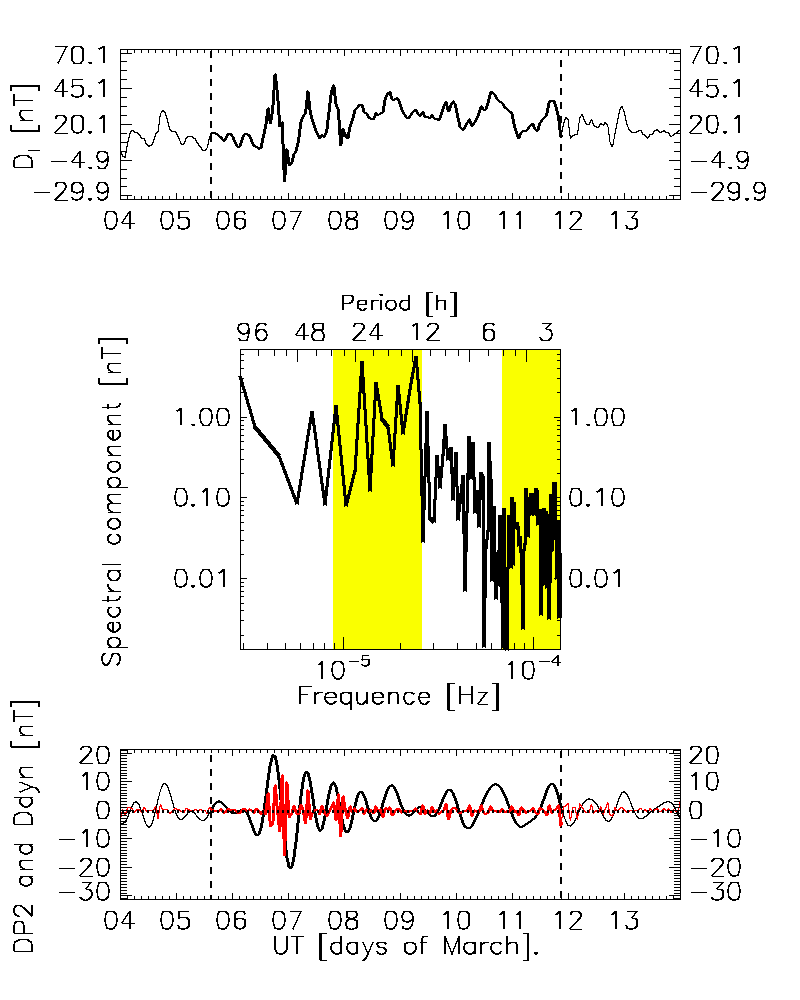 70.1 70.1
45.1 45.1
20.1 20.1
−4.9 −4.9
−29.9 −29.9
D_I [nT]
04 05 06 07 08 09 10 11 12 13
Period [h]
96 48 24 12 6 3
1.00 1.00
0.10 0.10
0.01 0.01
Spectral component [nT]
10^−5 10^−4
Frequence [Hz]
20 20
10 10
0 0
−10 −10
−20 −20
−30 −30
DP2 and Ddyn [nT]
04 05 06 07 08 09 10 11 12 13
UT [days of March].